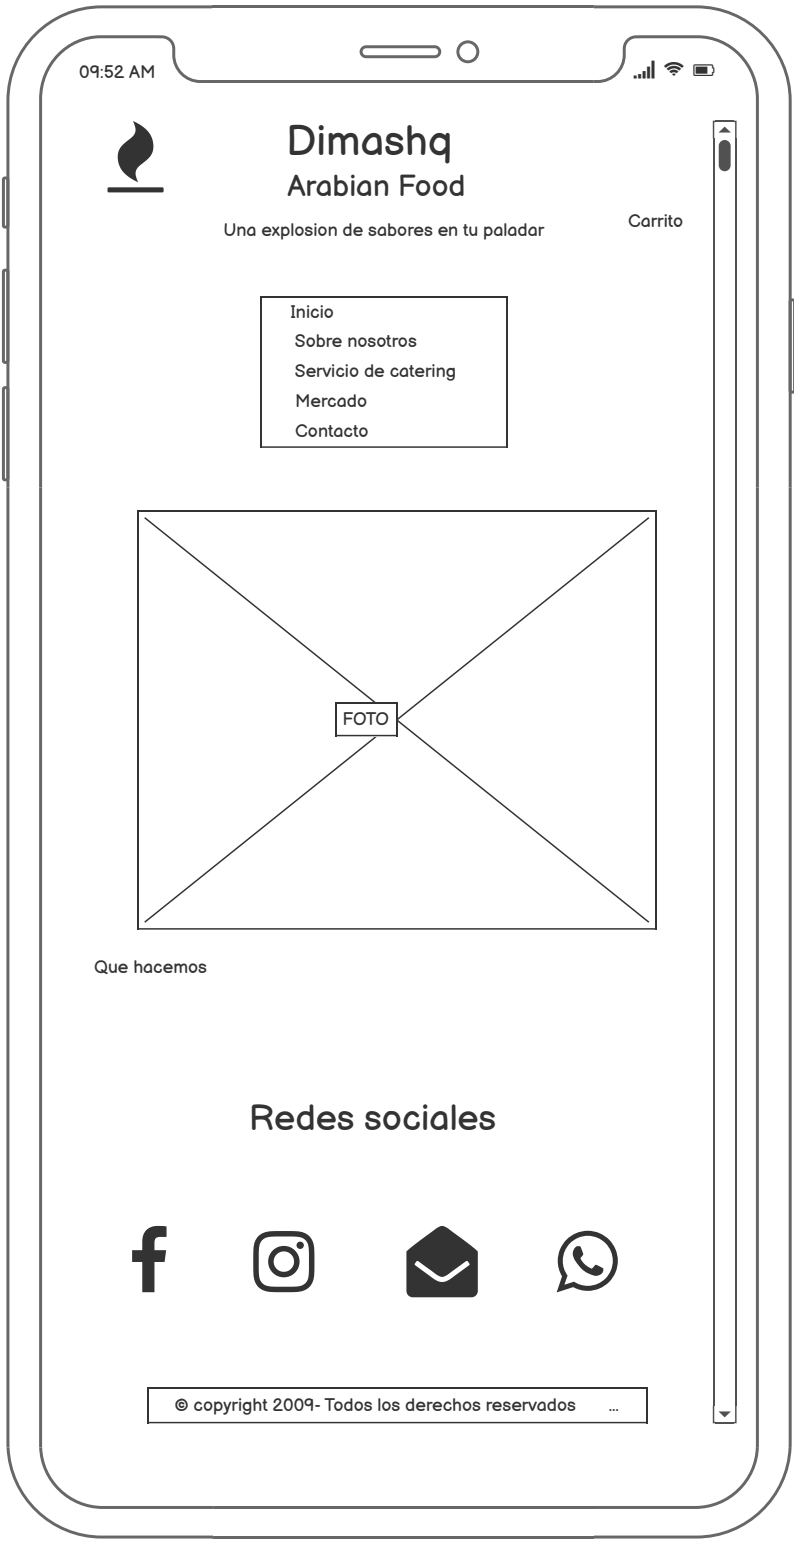 09:52 AM
Dimashq
Arabian Food
Una explosion de sabores en tu paladar
Carrito
Inicio
Sobre nosotros
Servicio de catering
Mercado
Contacto
FOTO
Que hacemos
Redes sociales
© copyright 2009- Todos los derechos reservados ...